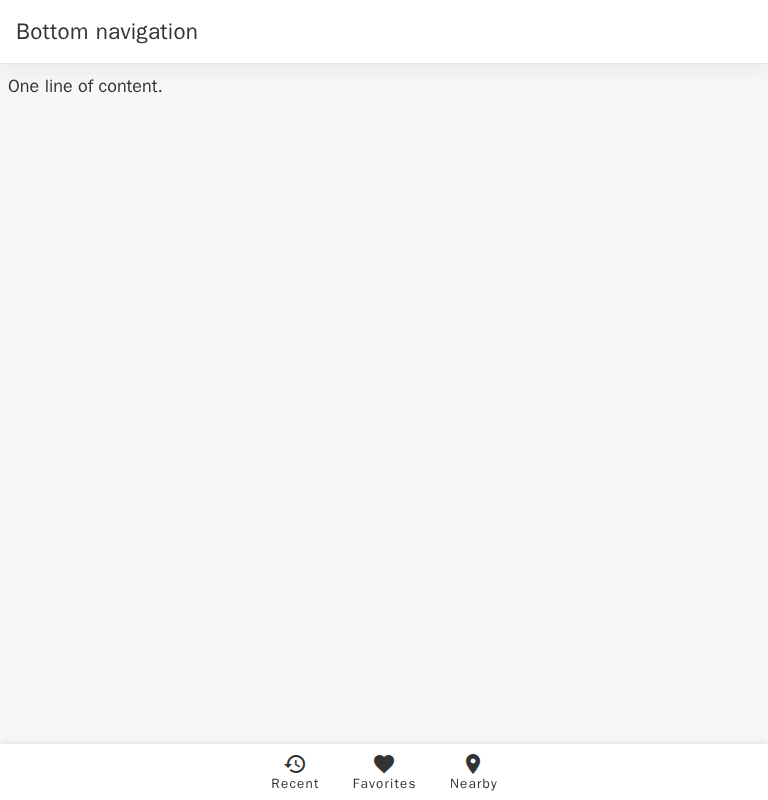 Bottom navigation
One line of content.
Recent
Favorites
Nearby